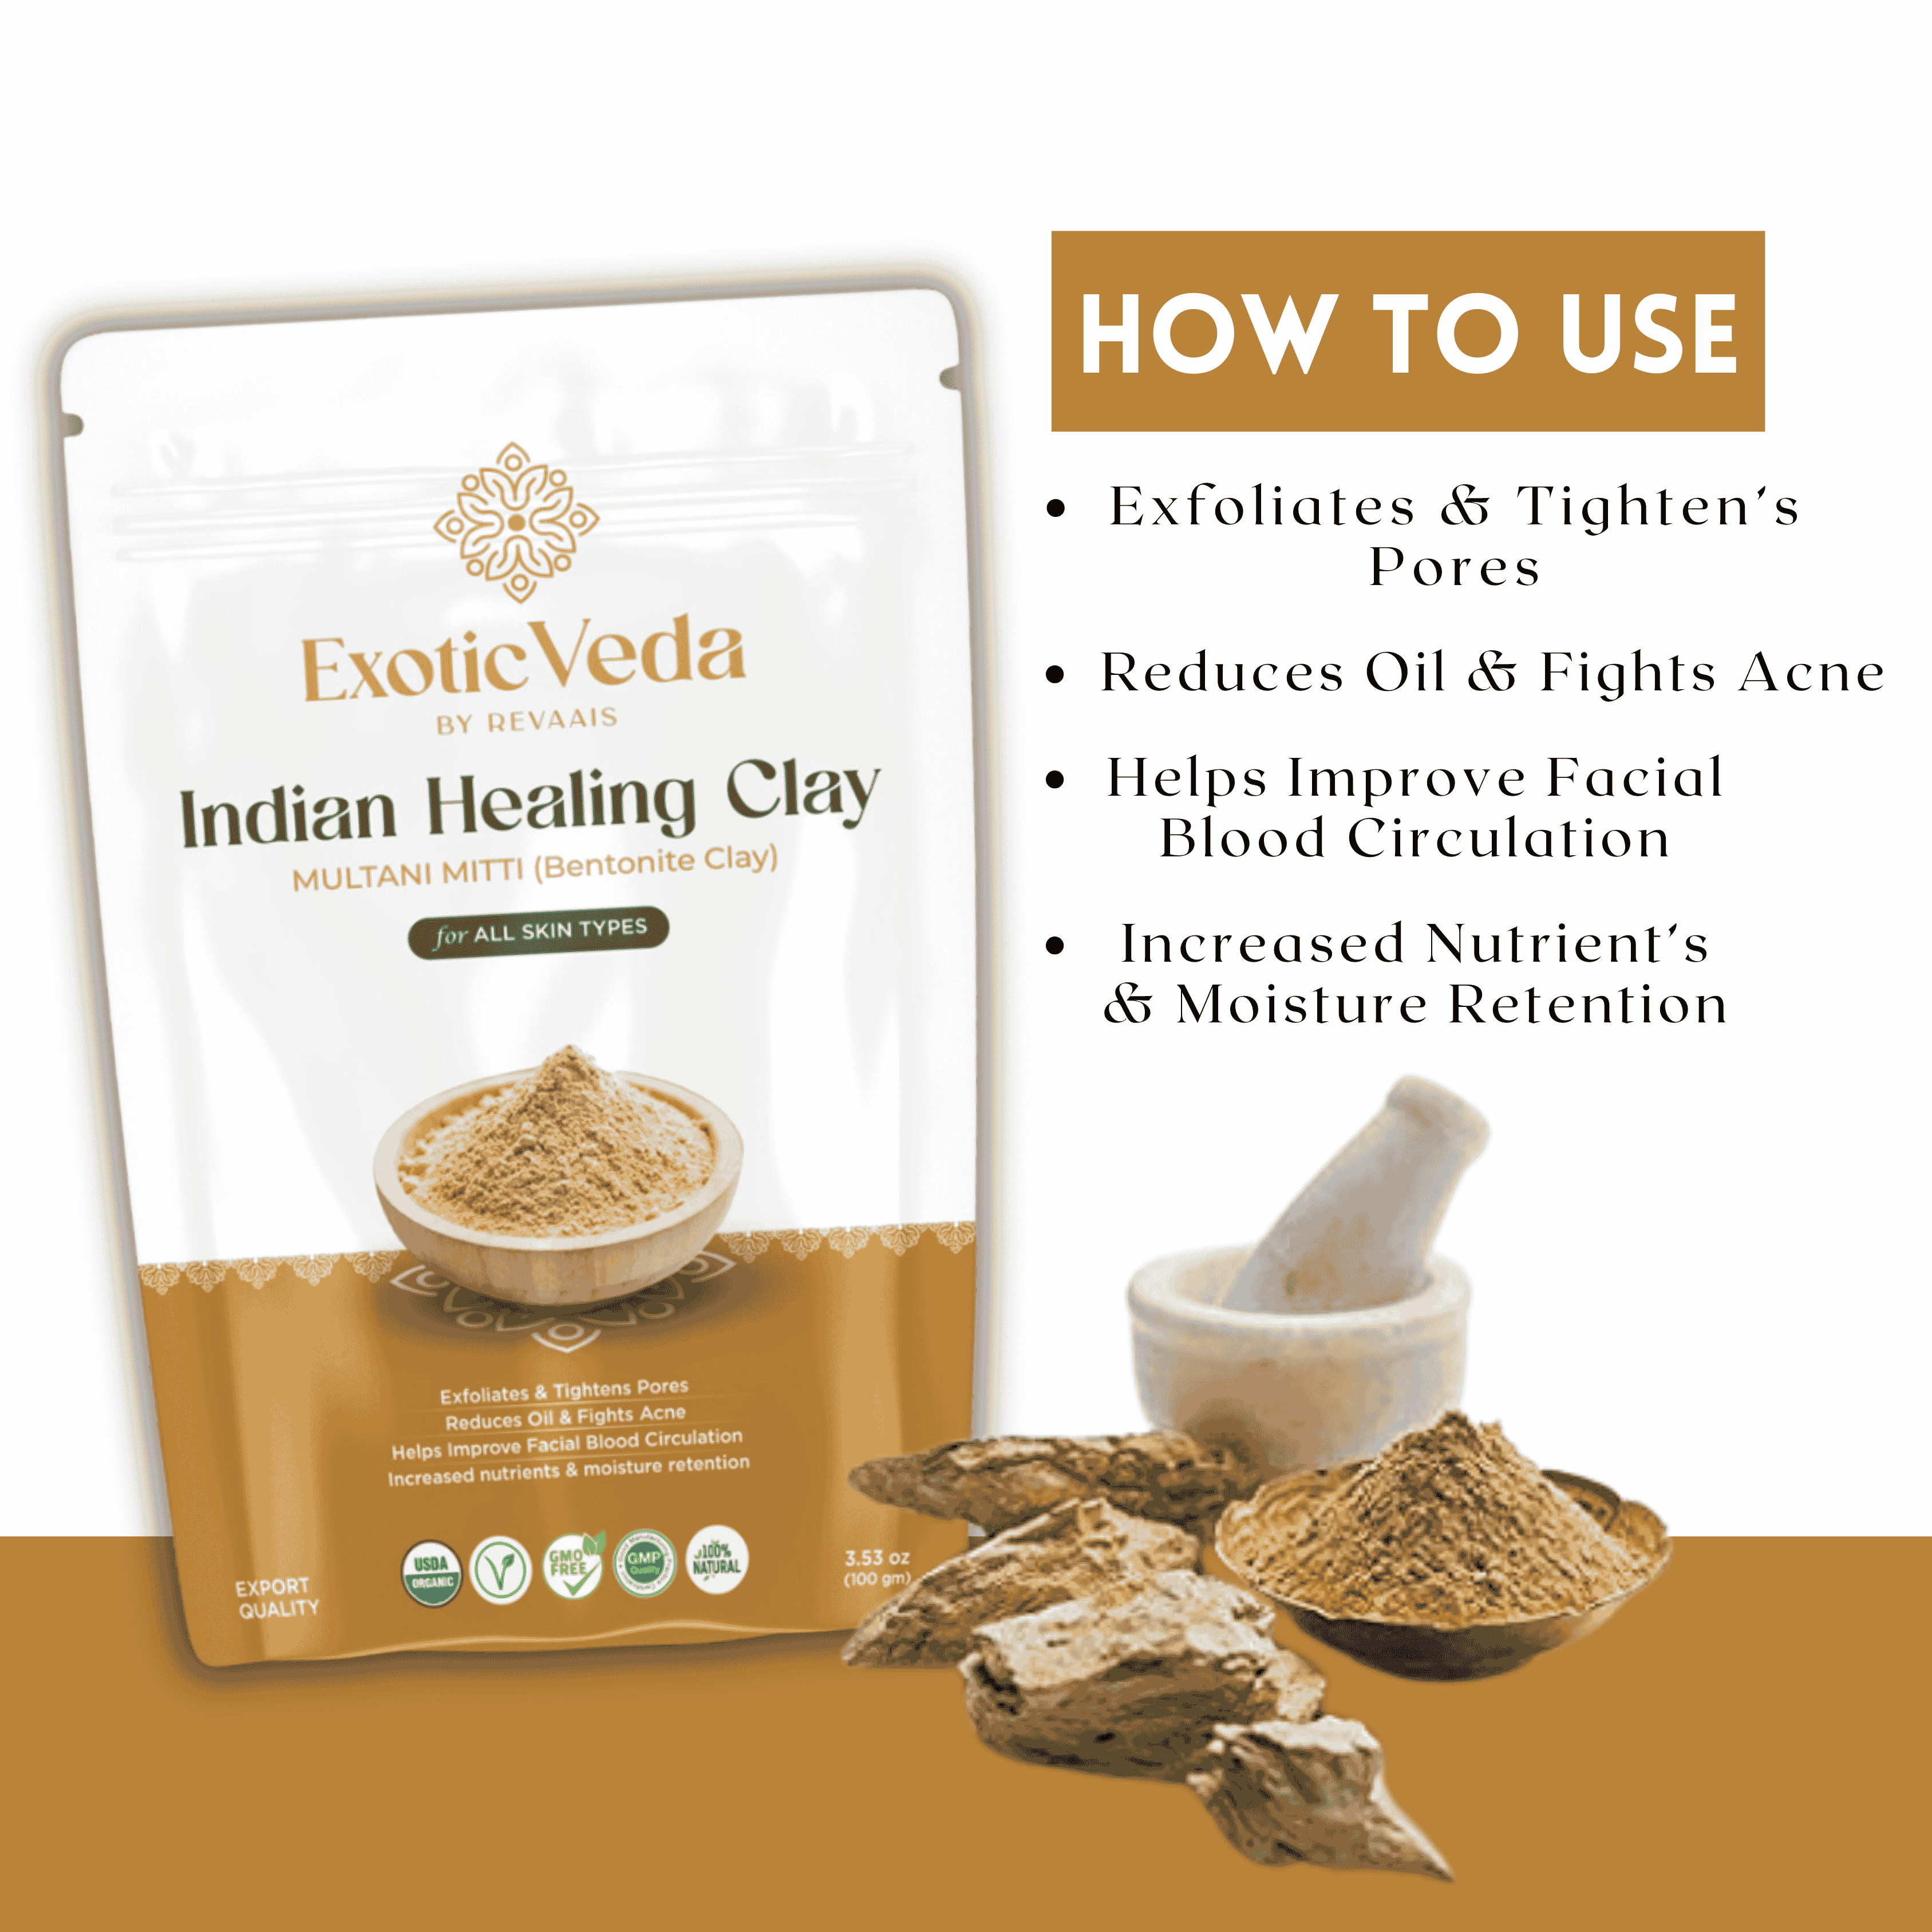 ExoticVeda
BY REVAAIS
Indian Healing Clay
MULTANI MITTI (Bentonite Clay)
for ALL SKIN TYPES
Exfoliates & Tightens Pores
Reduces Oil & Fights Acne
Helps Improve Facial Blood Circulation
Increased nutrients & moisture retention
EXPORT
QUALITY
USDA
ORGANIC
GMO
FREE
GMP
Quality
100%
NATURAL
3.53 oz
(100 gm)
HOW TO USE
• Exfoliates & Tighten's
Pores
• Reduces Oil & Fights Acne
• Helps Improve Facial
Blood Circulation
• Increased Nutrient's
& Moisture Retention